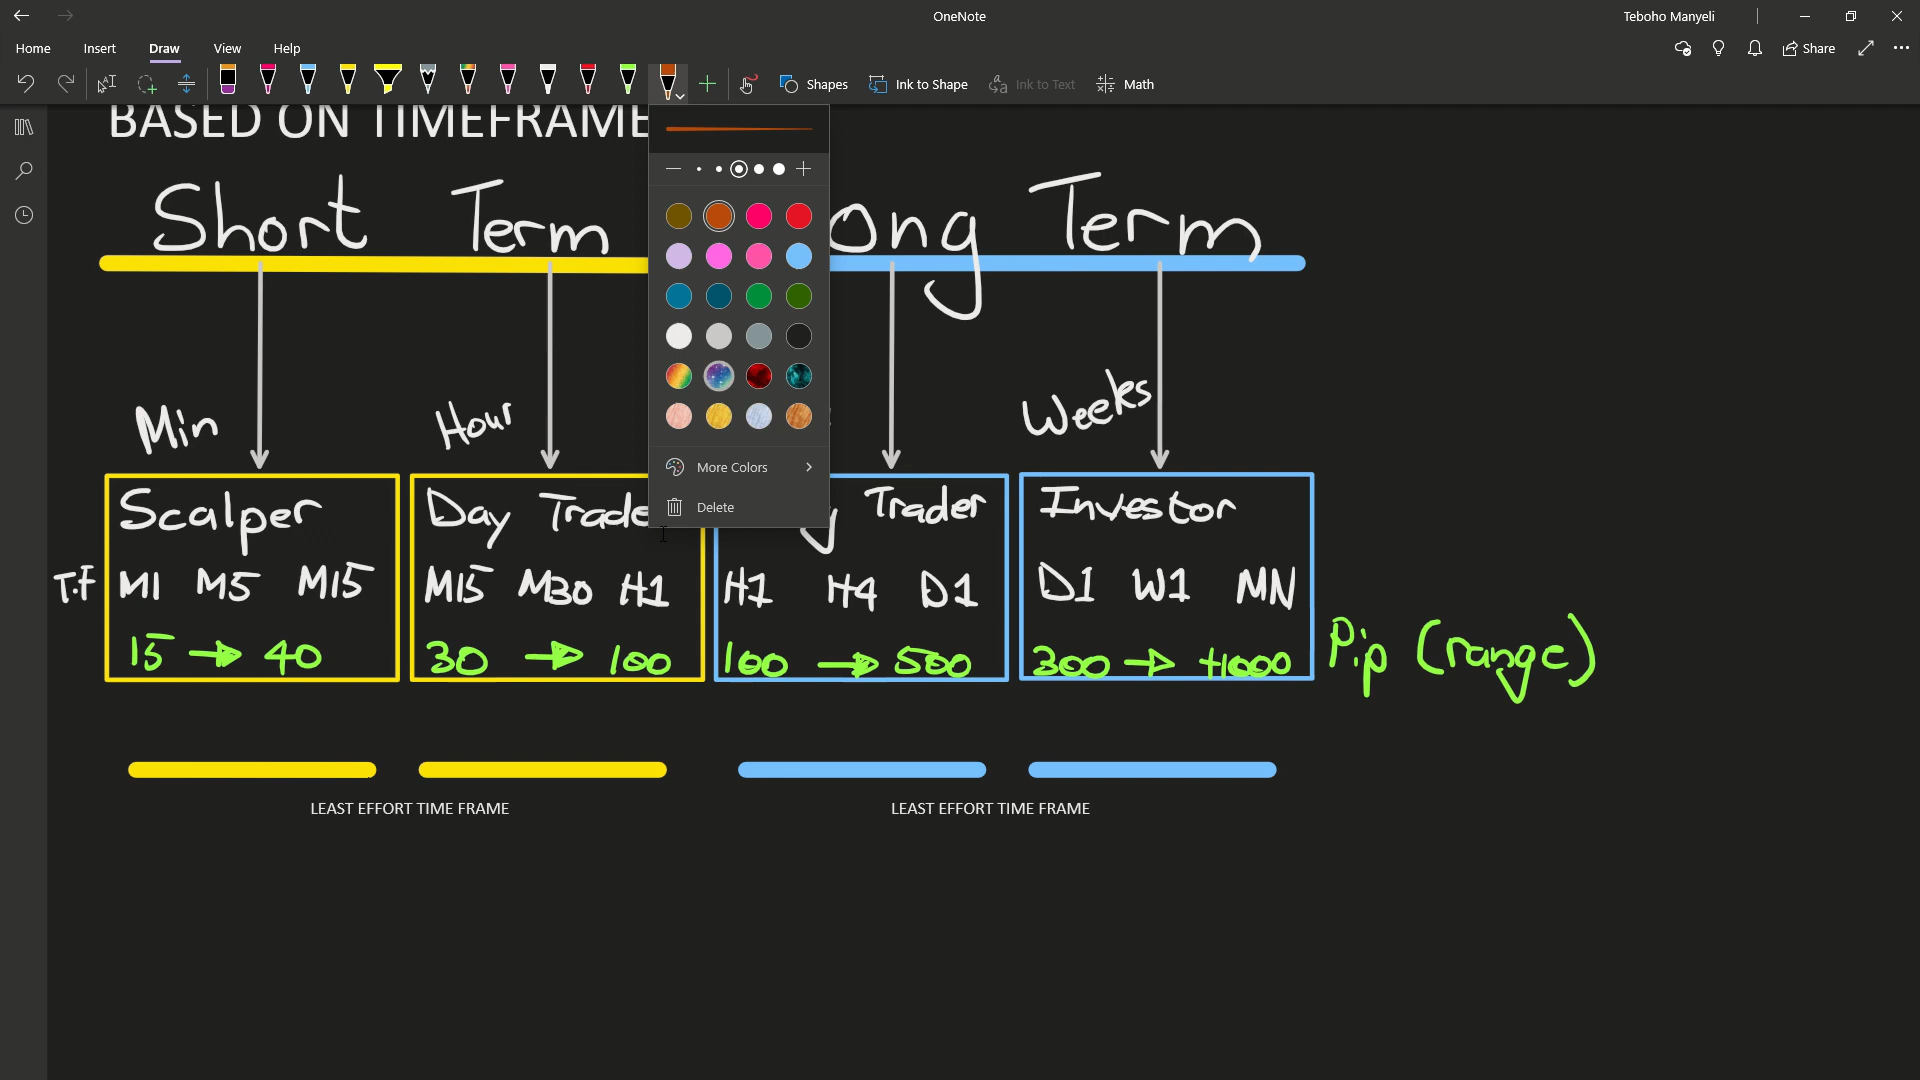 OneNote
Teboho Manyeli
Home Insert Draw View Help
Share
Shapes Ink to Shape Ink to Text Math
BASED ON TIMEFRAME
Short Term ong Term
Min Hour Weeks
More Colors
Delete
Scalper Day Trade Trader Investor
T.F M1 M5 M15 M15 M30 H1 H1 H4 D1 D1 W1 MN
15 → 40 30 → 100 100 → 500 300 → +1000 Pip (range)
LEAST EFFORT TIME FRAME LEAST EFFORT TIME FRAME